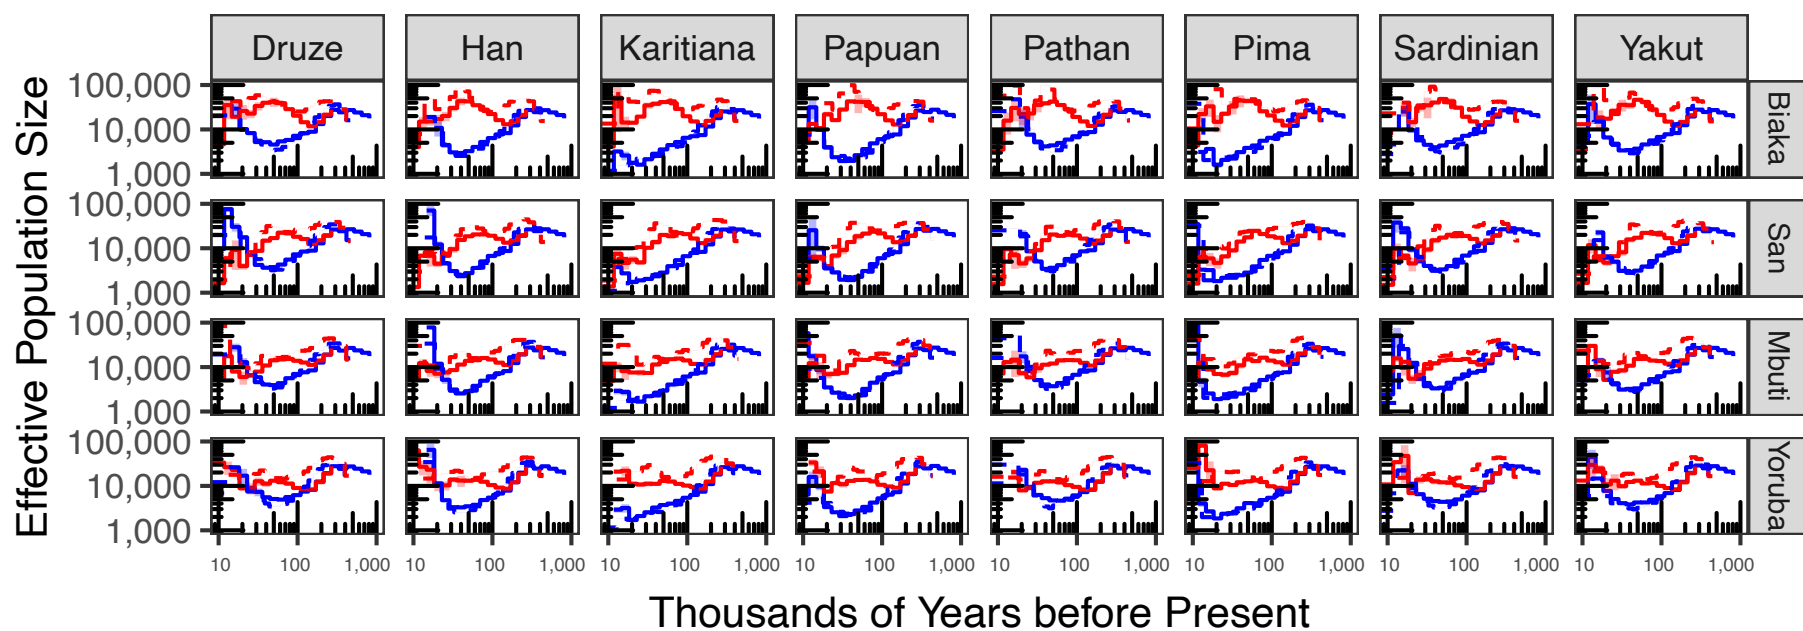 Druze Han Karitiana Papuan Pathan Pima Sardinian Yakut
Effective Population Size
100,000
10,000
1,000
Biaka
100,000
10,000
1,000
San
100,000
10,000
1,000
Mbuti
100,000
10,000
1,000
Yoruba
10 100 1,000 10 100 1,000 10 100 1,000 10 100 1,000 10 100 1,000 10 100 1,000 10 100 1,000 10 100 1,000
Thousands of Years before Present